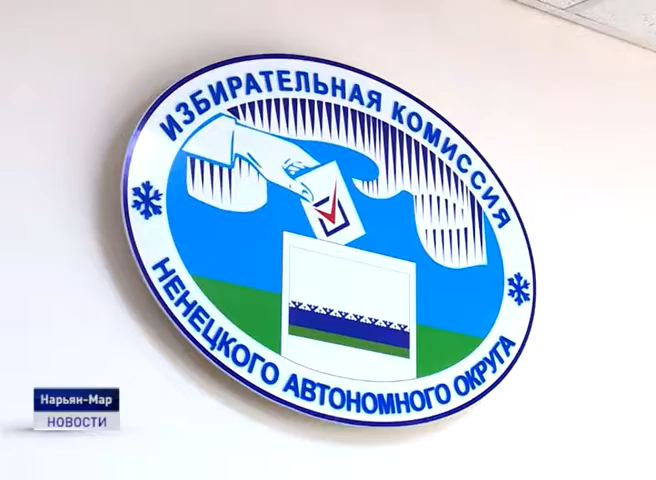 ИЗБИРАТЕЛЬНАЯ КОМИССИЯ
НЕНЕЦКОГО АВТОНОМНОГО ОКРУГА
Нарьян-Мар
НОВОСТИ